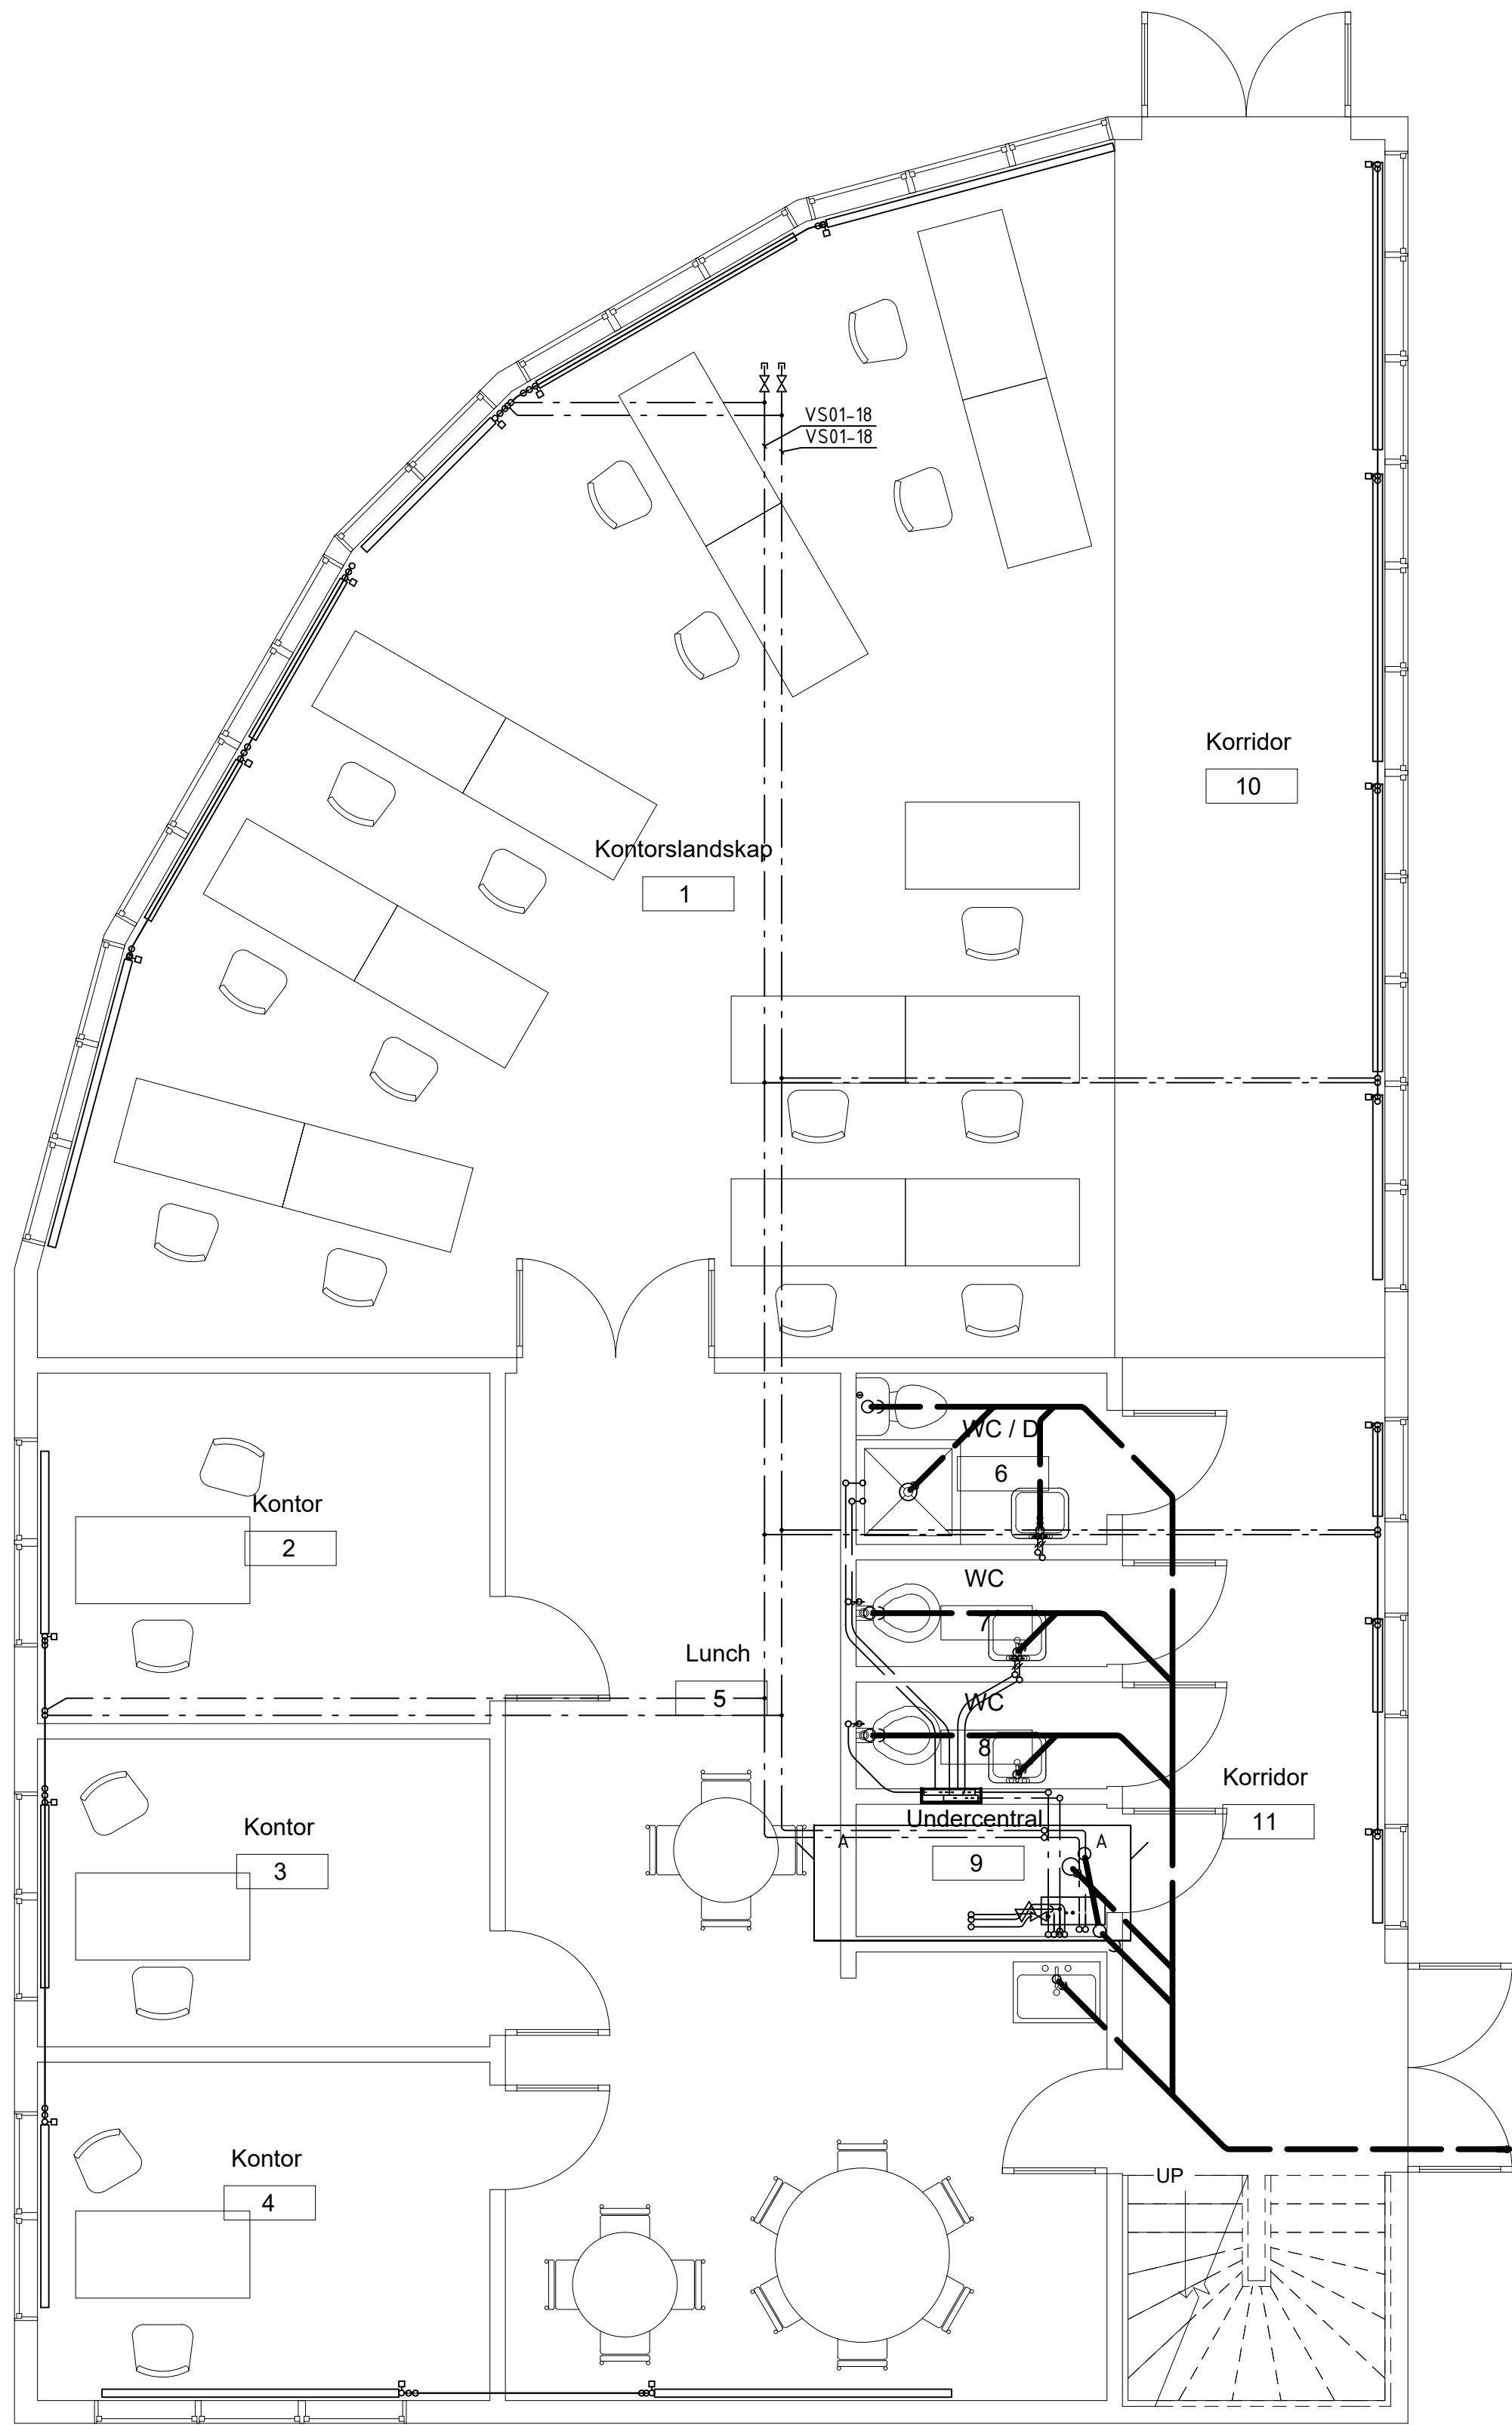 VS01-18
VS01-18
Korridor
10
Kontorslandskap
1
WC / D
6
Kontor
2
WC
7
Lunch
5
WC
8
Korridor
11
Undercentral
9
A
A
Kontor
3
Kontor
4
UP